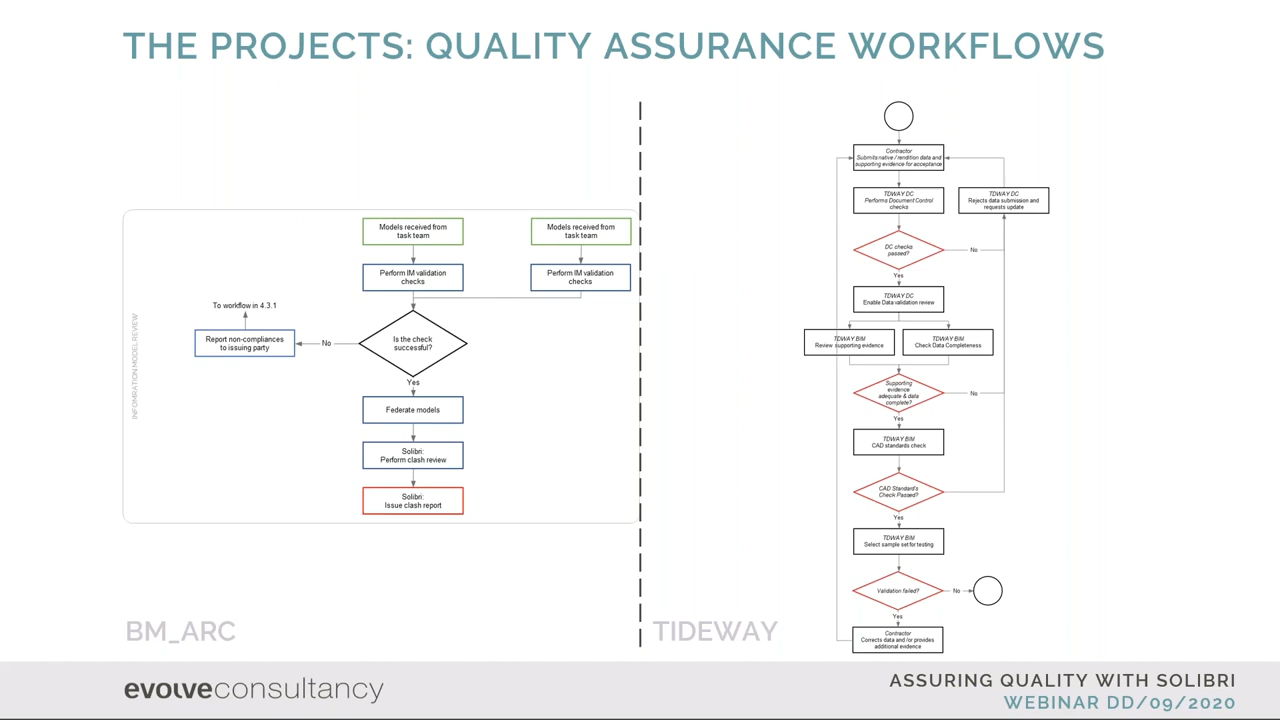 THE PROJECTS: QUALITY ASSURANCE WORKFLOWS
INFOMRATION MODEL REVIEW
Models received from
task team
Models received from
task team
Perform IM validation
checks
Perform IM validation
checks
To workflow in 4.3.1
Report non-compliances
to issuing party
No
Is the check
successful?
Yes
Federate models
Solibri:
Perform clash review
Solibri:
Issue clash report
BM_ARC
Contractor
Submits native / rendition data and
supporting evidence for acceptance
TDWAY DC
Performs Document Control
checks
TDWAY DC
Rejects data submission and
requests update
DC checks
passed?
No
Yes
TDWAY DC
Enable Data validation review
TDWAY BIM
Review supporting evidence
TDWAY BIM
Check Data Completeness
Supporting
evidence
adequate & data
complete?
No
Yes
TDWAY BIM
CAD standards check
CAD Standard's
Check Passed?
Yes
TDWAY BIM
Select sample set for testing
Validation failed?
No
Yes
Contractor
Corrects data and /or provides
additional evidence
TIDEWAY
evolveconsultancy
ASSURING QUALITY WITH SOLIBRI
WEBINAR DD/09/2020